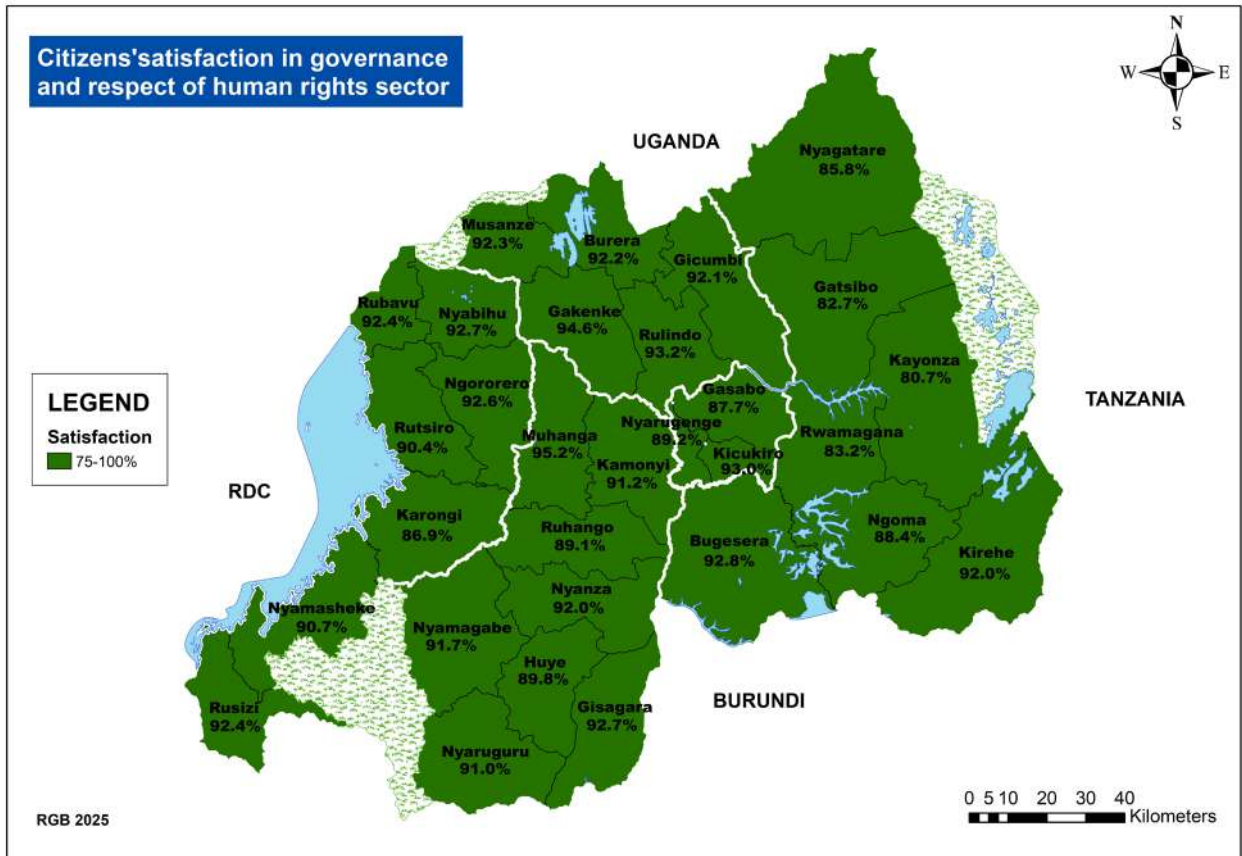 Citizens'satisfaction in governance
and respect of human rights sector
N
W
E
S
UGANDA
Nyagatare
85.8%
Musanze
92.3%
Burera
92.2%
Gicumbi
92.1%
Gatsibo
82.7%
Rubavu
92.4%
Nyabihu
92.7%
Gakenke
94.6%
Rulindo
93.2%
Kayonza
80.7%
LEGEND
Satisfaction
75-100%
Ngororero
92.6%
Gasabo
87.7%
TANZANIA
Rutsiro
90.4%
Muhanga
95.2%
Nyarugenge
89.2%
Kicukiro
93.0%
Rwamagana
83.2%
Kamonyi
91.2%
RDC
Karongi
86.9%
Ruhango
89.1%
Bugesera
92.8%
Ngoma
88.4%
Kirehe
92.0%
Nyanza
92.0%
Nyamasheke
90.7%
Nyamagabe
91.7%
Huye
89.8%
Gisagara
92.7%
BURUNDI
Rusizi
92.4%
Nyaruguru
91.0%
0 5 10 20 30 40
Kilometers
RGB 2025